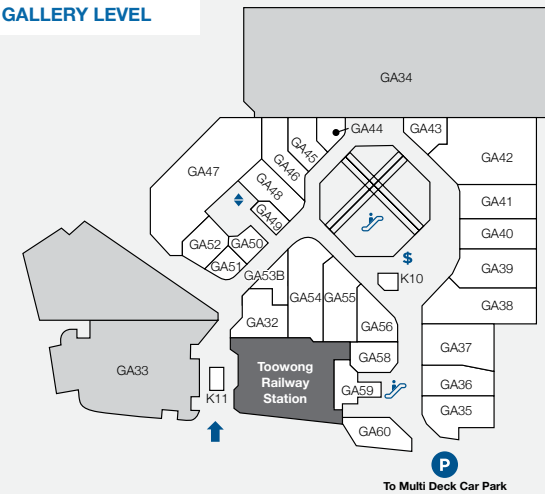 GALLERY LEVEL
GA34
GA44
GA43
GA45
GA42
GA46
GA47
GA48
GA41
GA49
GA40
GA52
GA50
$
GA51
GA39
GA53B
K10
GA54
GA55
GA38
GA32
GA56
GA37
GA58
GA33
Toowong
Railway
Station
GA59
GA36
K11
GA35
GA60
P
To Multi Deck Car Park